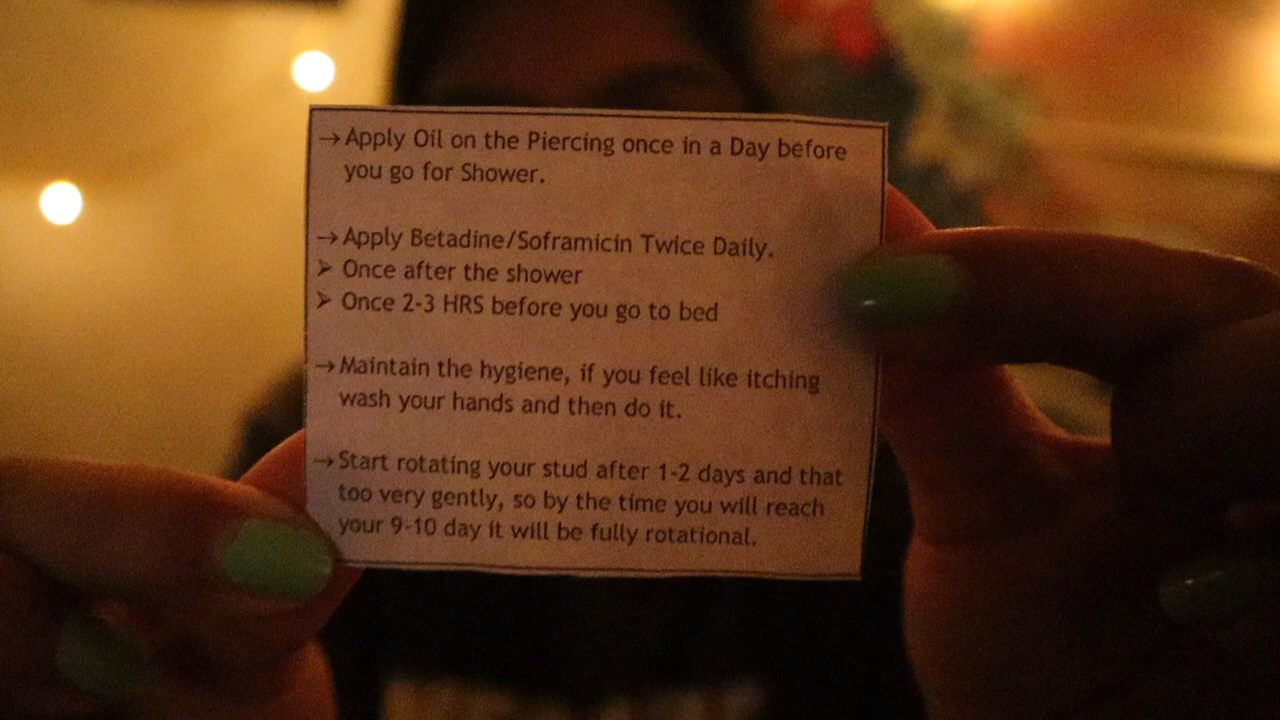 →Apply Oil on the Piercing once in a Day before
you go for Shower.
→Apply Betadine/Soframicin Twice Daily.
➢ Once after the shower
➢ Once 2-3 HRS before you go to bed
→Maintain the hygiene, if you feel like itching
wash your hands and then do it.
→Start rotating your stud after 1-2 days and that
too very gently, so by the time you will reach
your 9-10 day it will be fully rotational.